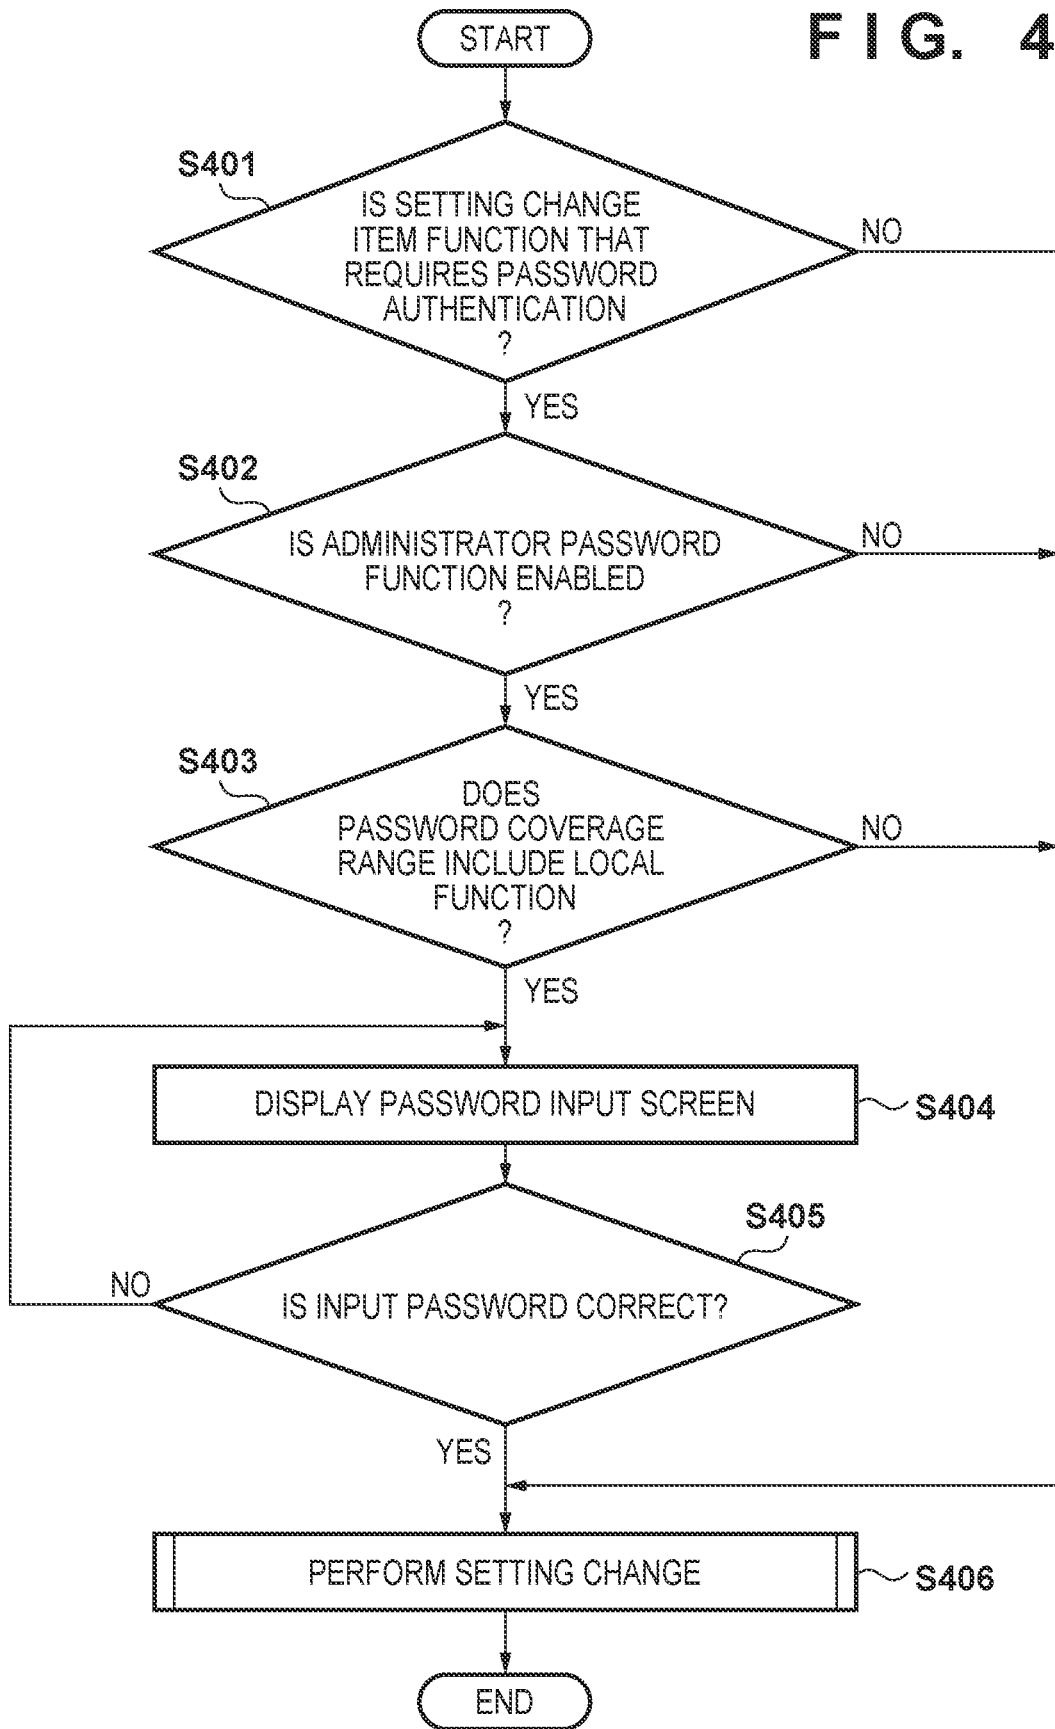 FIG. 4
START
S401
IS SETTING CHANGE
ITEM FUNCTION THAT
REQUIRES PASSWORD
AUTHENTICATION
?
NO
YES
S402
IS ADMINISTRATOR PASSWORD
FUNCTION ENABLED
?
NO
YES
S403
DOES
PASSWORD COVERAGE
RANGE INCLUDE LOCAL
FUNCTION
?
NO
YES
DISPLAY PASSWORD INPUT SCREEN
S404
S405
NO
IS INPUT PASSWORD CORRECT?
YES
PERFORM SETTING CHANGE
S406
END